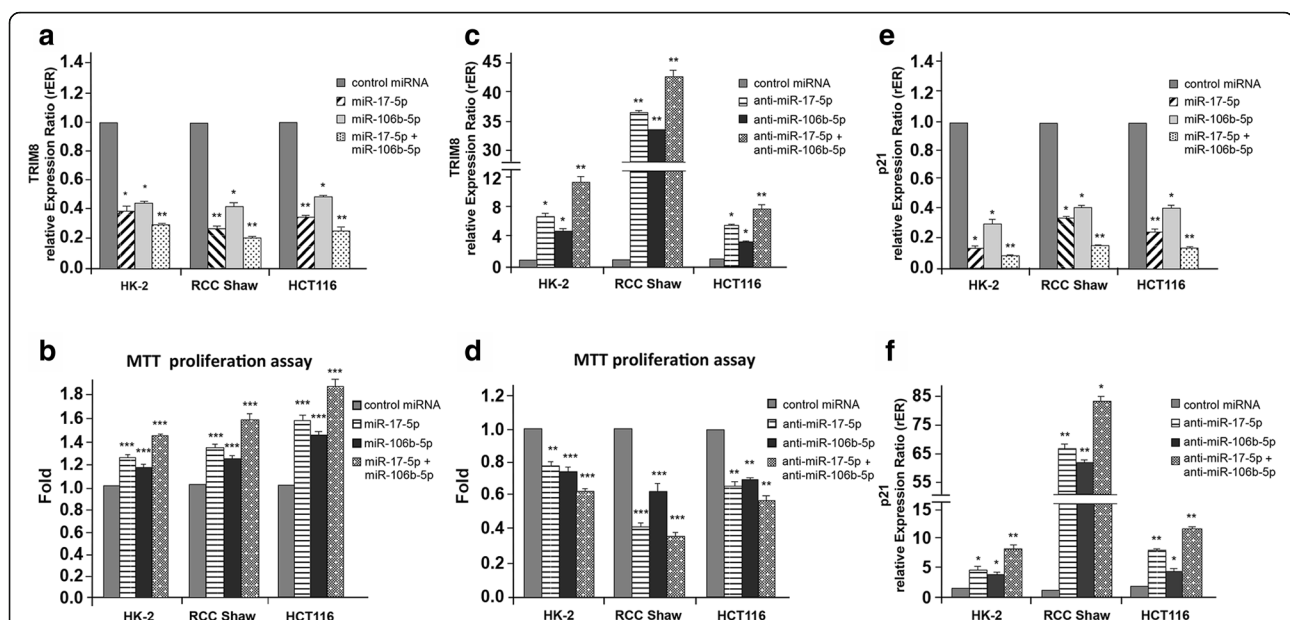 a
TRIM8
relative Expression Ratio (rER)
1.4
1.2
1.0
0.8
0.6
0.4
0.2
0.0
control miRNA
miR-17-5p
miR-106b-5p
miR-17-5p +
miR-106b-5p
* * **
** * **
** * **
HK-2 RCC Shaw HCT116
c
TRIM8
relative Expression Ratio (rER)
45
40
35
30
12
8
4
0
control miRNA
anti-miR-17-5p
anti-miR-106b-5p
anti-miR-17-5p +
anti-miR-106b-5p
* * **
** ** **
* * **
HK-2 RCC Shaw HCT116
e
p21
relative Expression Ratio (rER)
1.4
1.2
1.0
0.8
0.6
0.4
0.2
0.0
control miRNA
miR-17-5p
miR-106b-5p
miR-17-5p +
miR-106b-5p
* * **
* * **
** * **
HK-2 RCC Shaw HCT116
b
MTT proliferation assay
Fold
1.8
1.6
1.4
1.2
1.0
0.8
0.6
0.4
0.2
0.0
control miRNA
miR-17-5p
miR-106b-5p
miR-17-5p +
miR-106b-5p
*** *** ***
*** *** ***
*** *** ***
HK-2 RCC Shaw HCT116
d
MTT proliferation assay
Fold
1.2
1.0
0.8
0.6
0.4
0.2
0.0
control miRNA
anti-miR-17-5p
anti-miR-106b-5p
anti-miR-17-5p +
anti-miR-106b-5p
** *** ***
*** *** ***
** ** **
HK-2 RCC Shaw HCT116
f
p21
relative Expression Ratio (rER)
85
75
65
55
15
10
5
0
control miRNA
anti-miR-17-5p
anti-miR-106b-5p
anti-miR-17-5p +
anti-miR-106b-5p
* * **
** ** *
** * **
HK-2 RCC Shaw HCT116